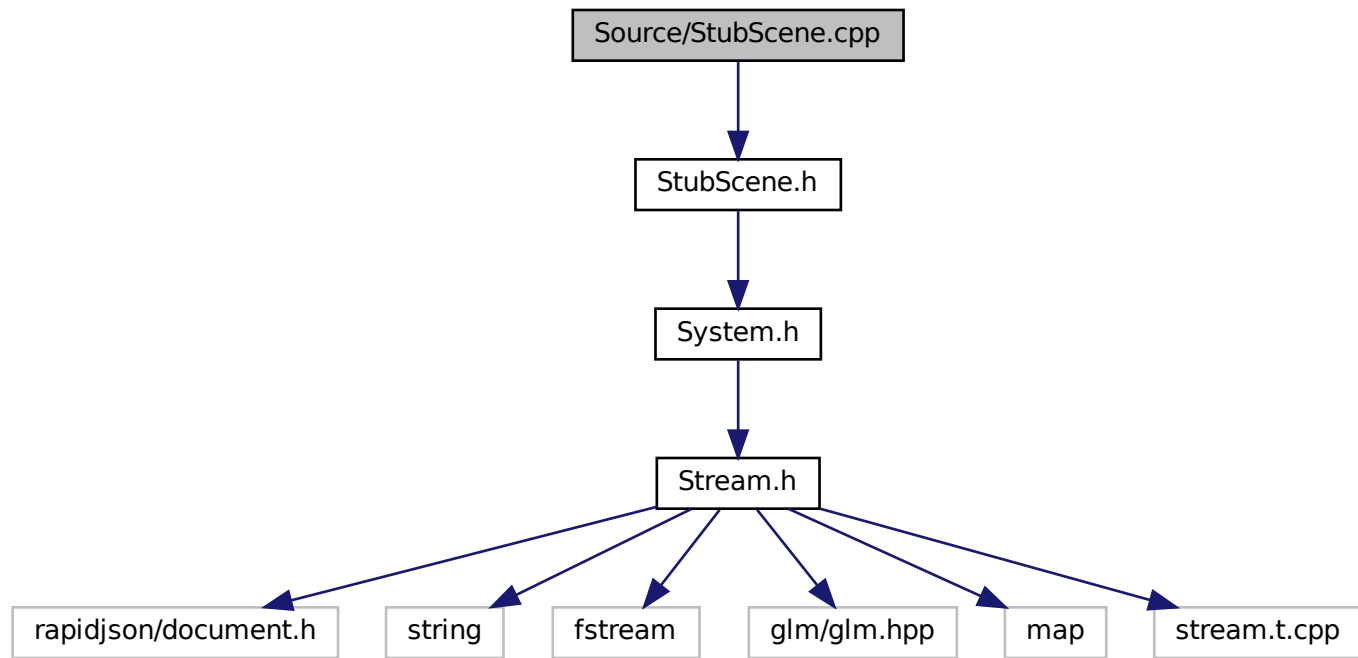 Source/StubScene.cpp
StubScene.h
System.h
Stream.h
rapidjson/document.h
string
fstream
glm/glm.hpp
map
stream.t.cpp